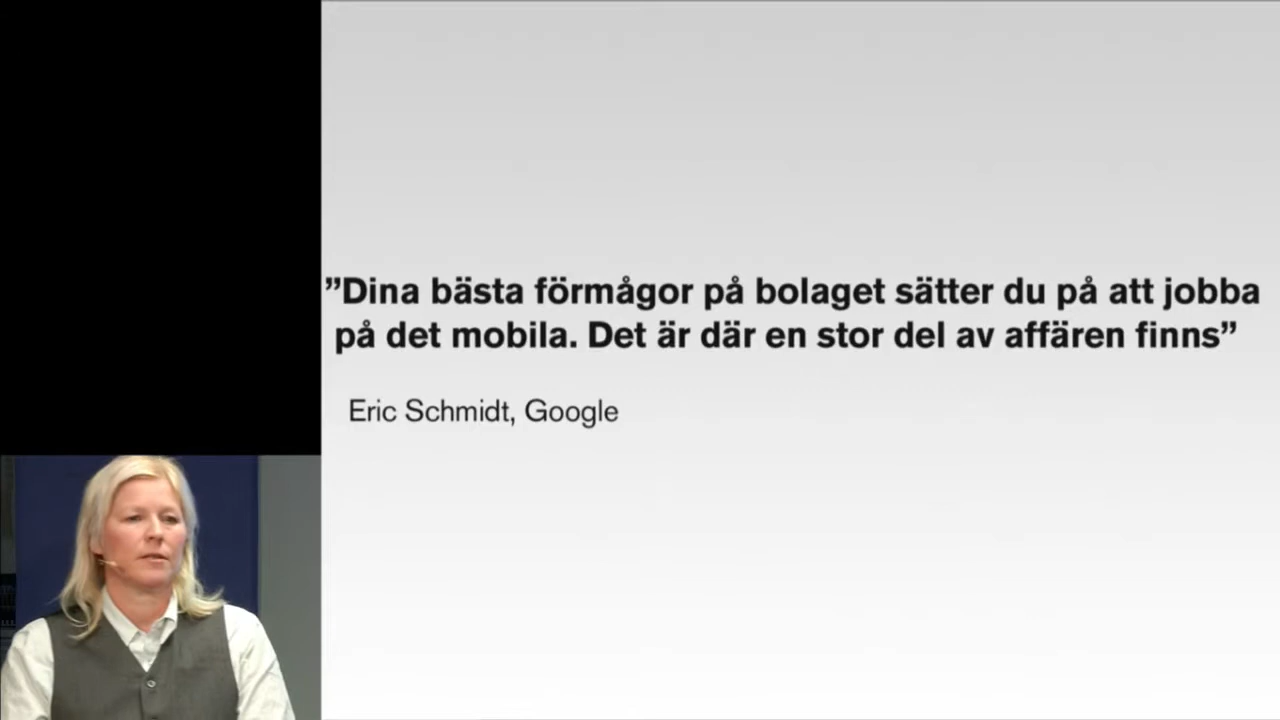 ”Dina bästa förmågor på bolaget sätter du på att jobba
på det mobila. Det är där en stor del av affären finns”
Eric Schmidt, Google